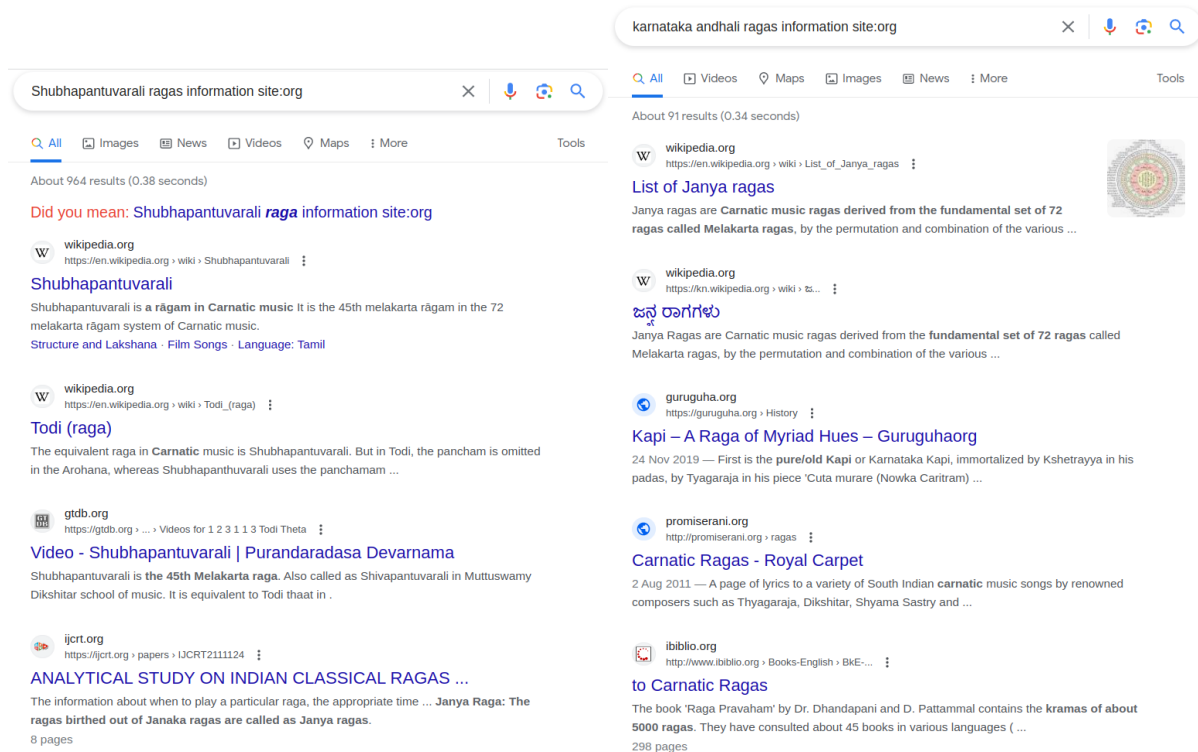 Shubhapantuvarali ragas information site:org
All
Images
News
Videos
Maps
More
Tools
About 964 results (0.38 seconds)
Did you mean: Shubhapantuvarali raga information site:org
W
wikipedia.org
https://en.wikipedia.org › wiki › Shubhapantuvarali
Shubhapantuvarali
Shubhapantuvarali is a rāgam in Carnatic music It is the 45th melakarta rāgam in the 72
melakarta rāgam system of Carnatic music.
Structure and Lakshana · Film Songs · Language: Tamil
W
wikipedia.org
https://en.wikipedia.org › wiki › Todi_(raga)
Todi (raga)
The equivalent raga in Carnatic music is Shubhapantuvarali. But in Todi, the pancham is omitted
in the Arohana, whereas Shubhapanthuvarali uses the panchamam ...
GT
DB
gtdb.org
https://gtdb.org › ... › Videos for 1 2 3 1 1 1 3 Todi Theta
Video - Shubhapantuvarali | Purandaradasa Devarnama
Shubhapantuvarali is the 45th Melakarta raga. Also called as Shivapantuvarali in Muttuswamy
Dikshitar school of music. It is equivalent to Todi thaat in .
ijcrt.org
https://ijcrt.org › papers › IJCRT2111124
ANALYTICAL STUDY ON INDIAN CLASSICAL RAGAS ...
The information about when to play a particular raga, the appropriate time ... Janya Raga: The
ragas birthed out of Janaka ragas are called as Janya ragas.
8 pages
karnataka andhali ragas information site:org
All
Videos
Maps
Images
News
More
Tools
About 91 results (0.34 seconds)
W
wikipedia.org
https://en.wikipedia.org › wiki › List_of_Janya_ragas
List of Janya ragas
Janya ragas are Carnatic music ragas derived from the fundamental set of 72
ragas called Melakarta ragas, by the permutation and combination of the various ...
W
wikipedia.org
https://kn.wikipedia.org › wiki › ಜ...
ಜನ್ಯ ರಾಗಗಳು
Janya Ragas are Carnatic music ragas derived from the fundamental set of 72 ragas called
Melakarta ragas, by the permutation and combination of the various ...
guruguha.org
https://guruguha.org › History
Kapi – A Raga of Myriad Hues – Guruguhaorg
24 Nov 2019 — First is the pure/old Kapi or Karnataka Kapi, immortalized by Kshetrayya in his
padas, by Tyagaraja in his piece 'Cuta murare (Nowka Caritram) ...
promiserani.org
http://promiserani.org › ragas
Carnatic Ragas - Royal Carpet
2 Aug 2011 — A page of lyrics to a variety of South Indian carnatic music songs by renowned
composers such as Thyagaraja, Dikshitar, Shyama Sastry and ...
ibiblio.org
http://www.ibiblio.org › Books-English › BkE-...
to Carnatic Ragas
The book 'Raga Pravaham' by Dr. Dhandapani and D. Pattammal contains the kramas of about
5000 ragas. They have consulted about 45 books in various languages ( ...
298 pages